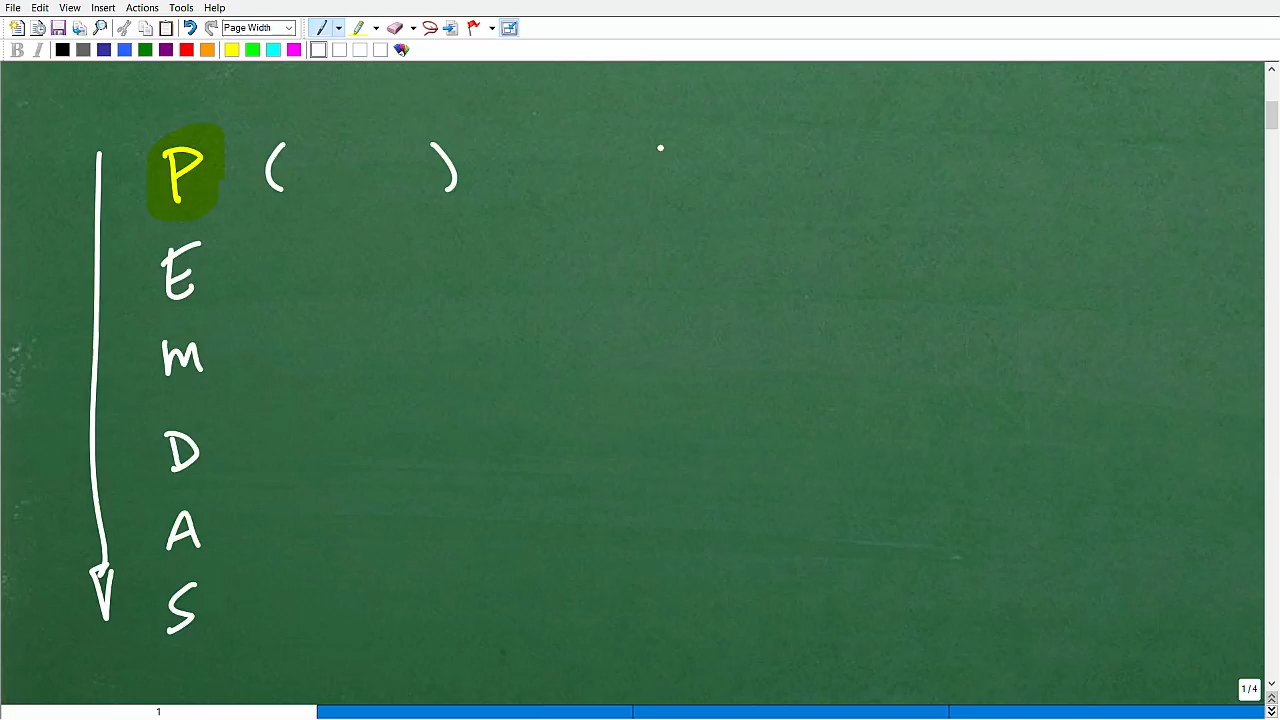 File Edit View Insert Actions Tools Help
Page Width
B I
P ( )
E
M
D
A
S
1 / 4
1